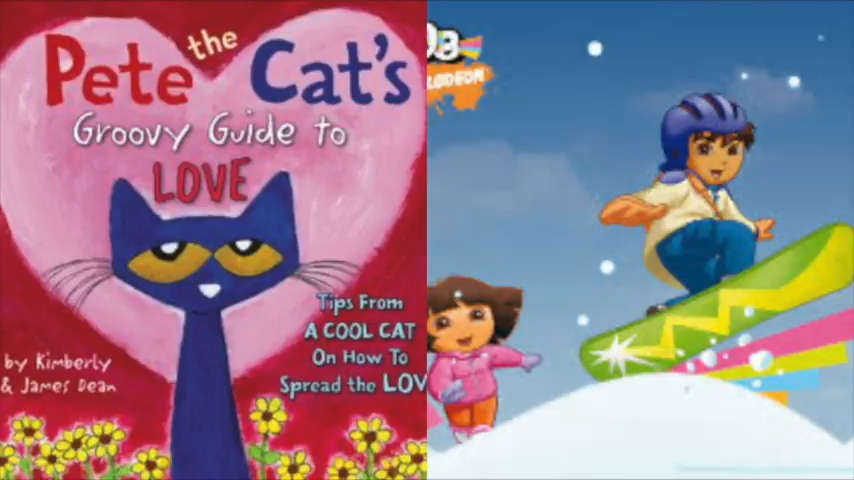 Pete the Cat's
Groovy Guide to
LOVE
Tips From
A COOL CAT
On How To
Spread the LOV
by Kimberly
& James Dean